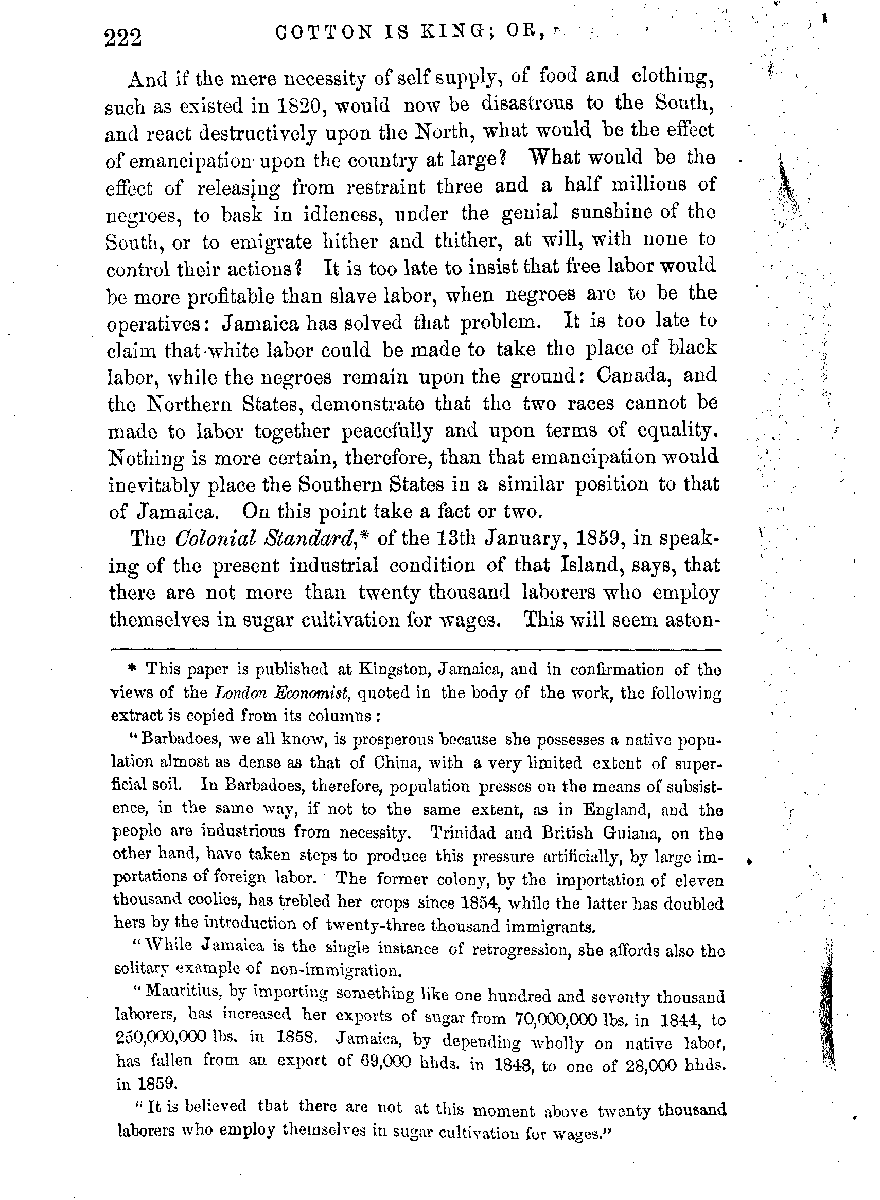 222 COTTON IS KING; OR,
And if the mere necessity of self supply, of food and clothing,
such as existed in 1820, would now be disastrous to the South,
and react destructively upon the North, what would be the effect
of emancipation upon the country at large? What would be the
effect of releasing from restraint three and a half millions of
negroes, to bask in idleness, under the genial sunshine of the
South, or to emigrate hither and thither, at will, with none to
control their actions? It is too late to insist that free labor would
be more profitable than slave labor, when negroes are to be the
operatives: Jamaica has solved that problem. It is too late to
claim that white labor could be made to take the place of black
labor, while the negroes remain upon the ground: Canada, and
the Northern States, demonstrate that the two races cannot be
made to labor together peacefully and upon terms of equality.
Nothing is more certain, therefore, than that emancipation would
inevitably place the Southern States in a similar position to that
of Jamaica. On this point take a fact or two.
The Colonial Standard,* of the 13th January, 1859, in speak-
ing of the present industrial condition of that Island, says, that
there are not more than twenty thousand laborers who employ
themselves in sugar cultivation for wages. This will seem aston-
* This paper is published at Kingston, Jamaica, and in confirmation of the
views of the London Economist, quoted in the body of the work, the following
extract is copied from its columns:
"Barbadoes, we all know, is prosperous because she possesses a native popu-
lation almost as dense as that of China, with a very limited extent of super-
ficial soil. In Barbadoes, therefore, population presses on the means of subsist-
ence, in the same way, if not to the same extent, as in England, and the
people are industrious from necessity. Trinidad and British Guiana, on the
other hand, have taken steps to produce this pressure artificially, by large im-
portations of foreign labor. The former colony, by the importation of eleven
thousand coolies, has trebled her crops since 1854, while the latter has doubled
hers by the introduction of twenty-three thousand immigrants.
"While Jamaica is the single instance of retrogression, she affords also the
solitary example of non-immigration.
"Mauritius, by importing something like one hundred and seventy thousand
laborers, has increased her exports of sugar from 70,000,000 lbs. in 1844, to
250,000,000 lbs. in 1858. Jamaica, by depending wholly on native labor,
has fallen from an export of 69,000 hhds. in 1848, to one of 28,000 hhds.
in 1859.
"It is believed that there are not at this moment above twenty thousand
laborers who employ themselves in sugar cultivation for wages."